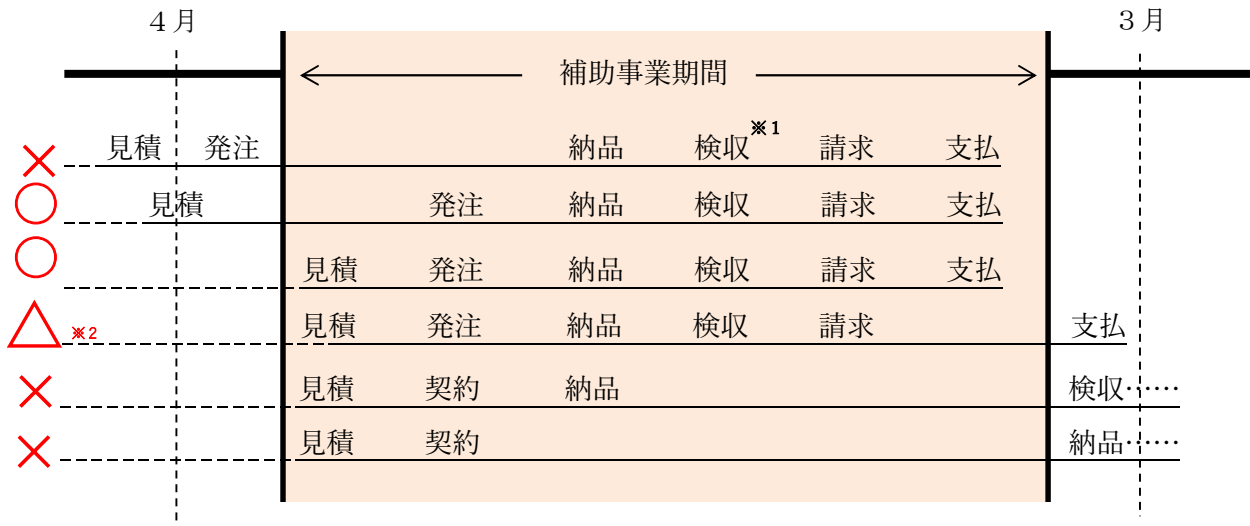 4月 3月
補助事業期間
× 見積 発注 納品 検収※1 請求 支払
○ 見積 発注 納品 検収 請求 支払
○ 見積 発注 納品 検収 請求 支払
△ ※2 見積 発注 納品 検収 請求 支払
× 見積 契約 納品 検収……
× 見積 契約 納品……